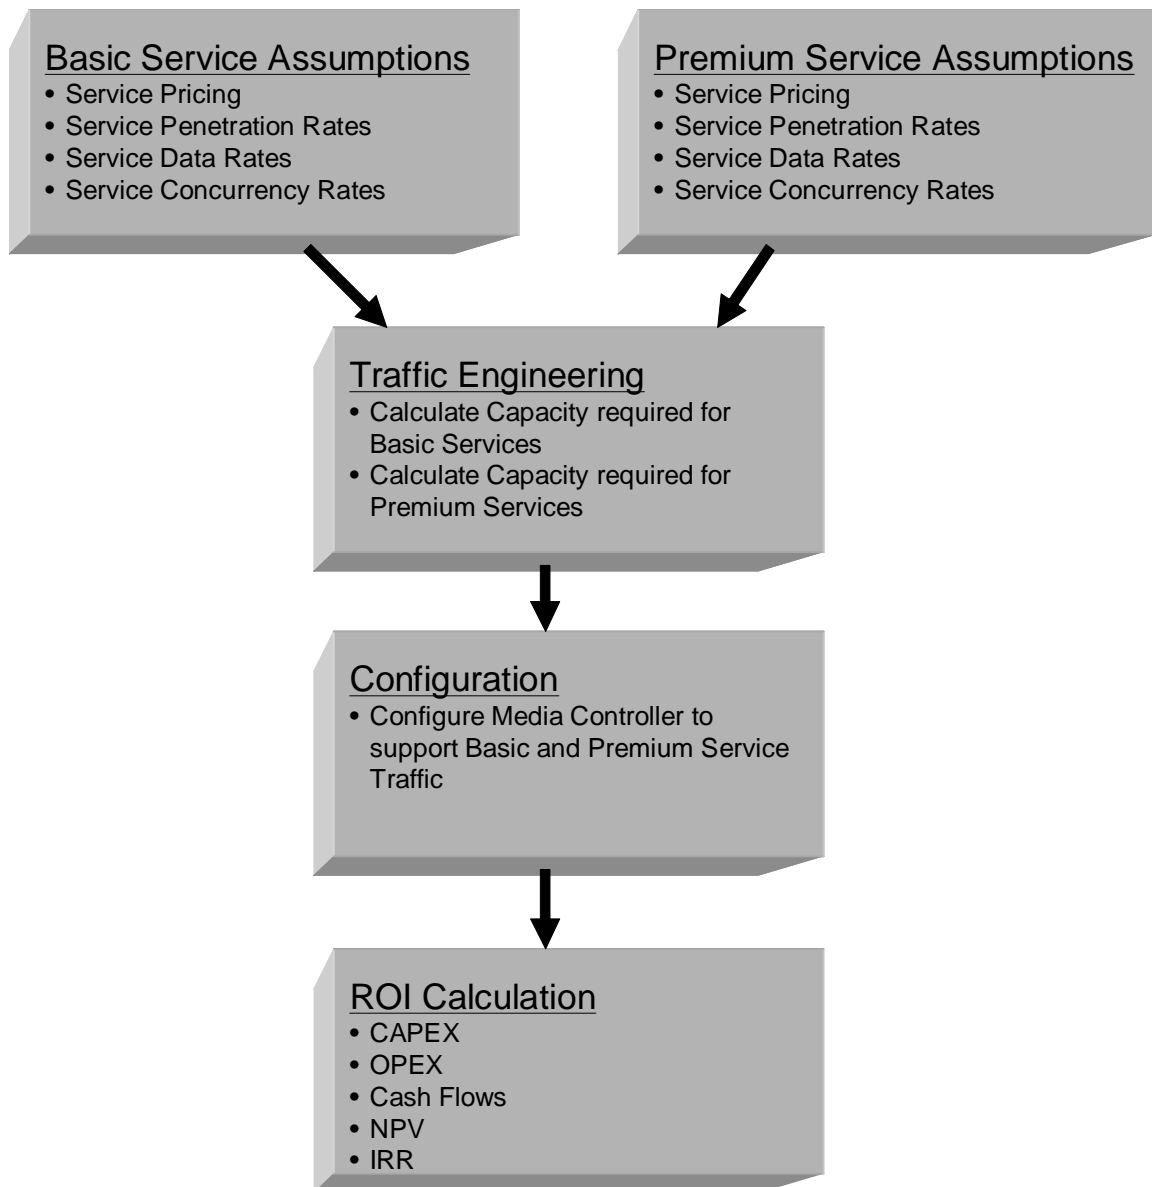 Basic Service Assumptions
• Service Pricing
• Service Penetration Rates
• Service Data Rates
• Service Concurrency Rates
Premium Service Assumptions
• Service Pricing
• Service Penetration Rates
• Service Data Rates
• Service Concurrency Rates
Traffic Engineering
• Calculate Capacity required for
Basic Services
• Calculate Capacity required for
Premium Services
Configuration
• Configure Media Controller to
support Basic and Premium Service
Traffic
ROI Calculation
• CAPEX
• OPEX
• Cash Flows
• NPV
• IRR